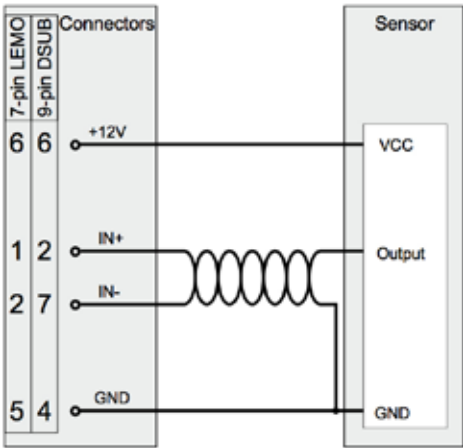 7-pin LEMO
9-pin DSUB
Connectors
Sensor
6 6 +12V VCC
1 2 IN+ Output
2 7 IN-
5 4 GND GND